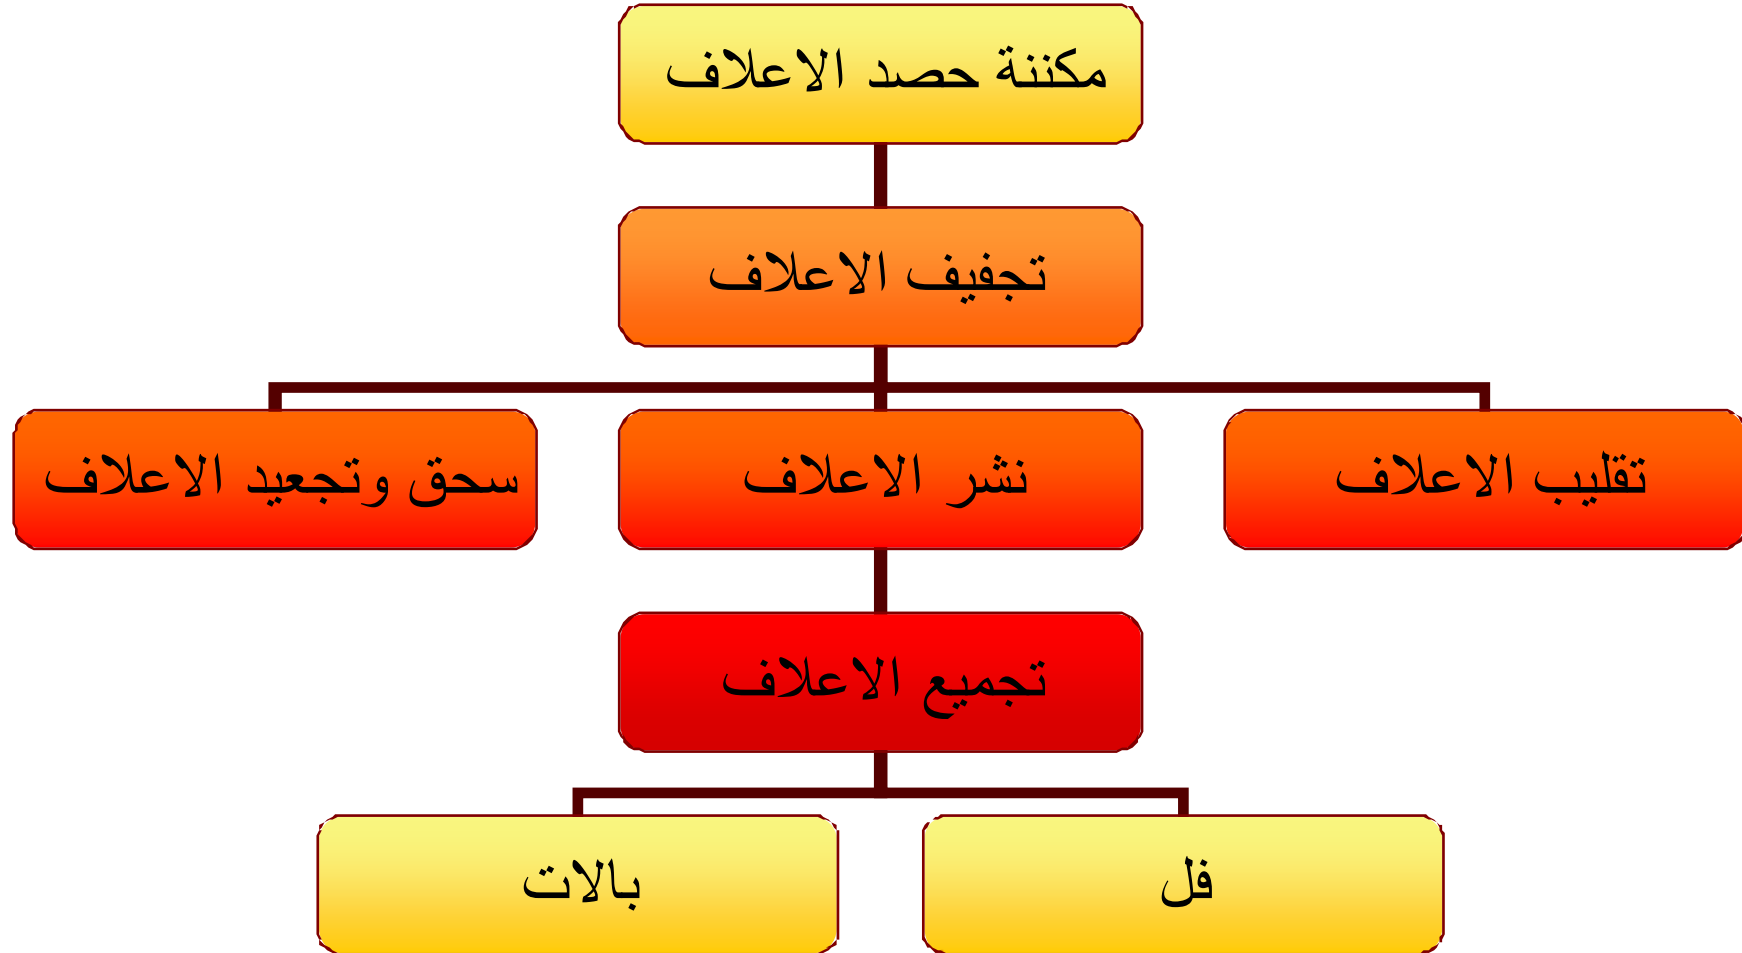 مكننة حصد الاعلاف
تجفيف الاعلاف
تقليب الاعلاف
نشر الاعلاف
سحق وتجعيد الاعلاف
تجميع الاعلاف
فل
بالات